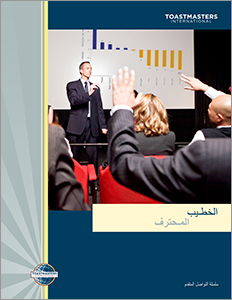 TOASTMASTERS
INTERNATIONAL
الخطيب
المحترف
سلسلة التواصل المتقدم